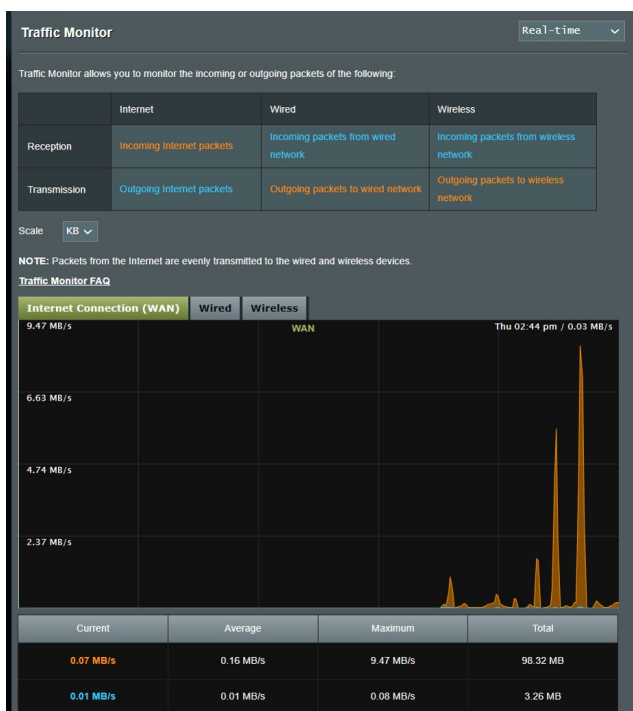 Traffic Monitor
Real-time
Traffic Monitor allows you to monitor the incoming or outgoing packets of the following:
Internet Wired Wireless
Reception Incoming Internet packets Incoming packets from wired network Incoming packets from wireless network
Transmission Outgoing Internet packets Outgoing packets to wired network Outgoing packets to wireless network
Scale KB
NOTE: Packets from the Internet are evenly transmitted to the wired and wireless devices.
Traffic Monitor FAQ
Internet Connection (WAN) Wired Wireless
9.47 MB/s WAN Thu 02:44 pm / 0.03 MB/s
6.63 MB/s
4.74 MB/s
2.37 MB/s
Current Average Maximum Total
0.07 MB/s 0.16 MB/s 9.47 MB/s 98.32 MB
0.01 MB/s 0.01 MB/s 0.08 MB/s 3.26 MB